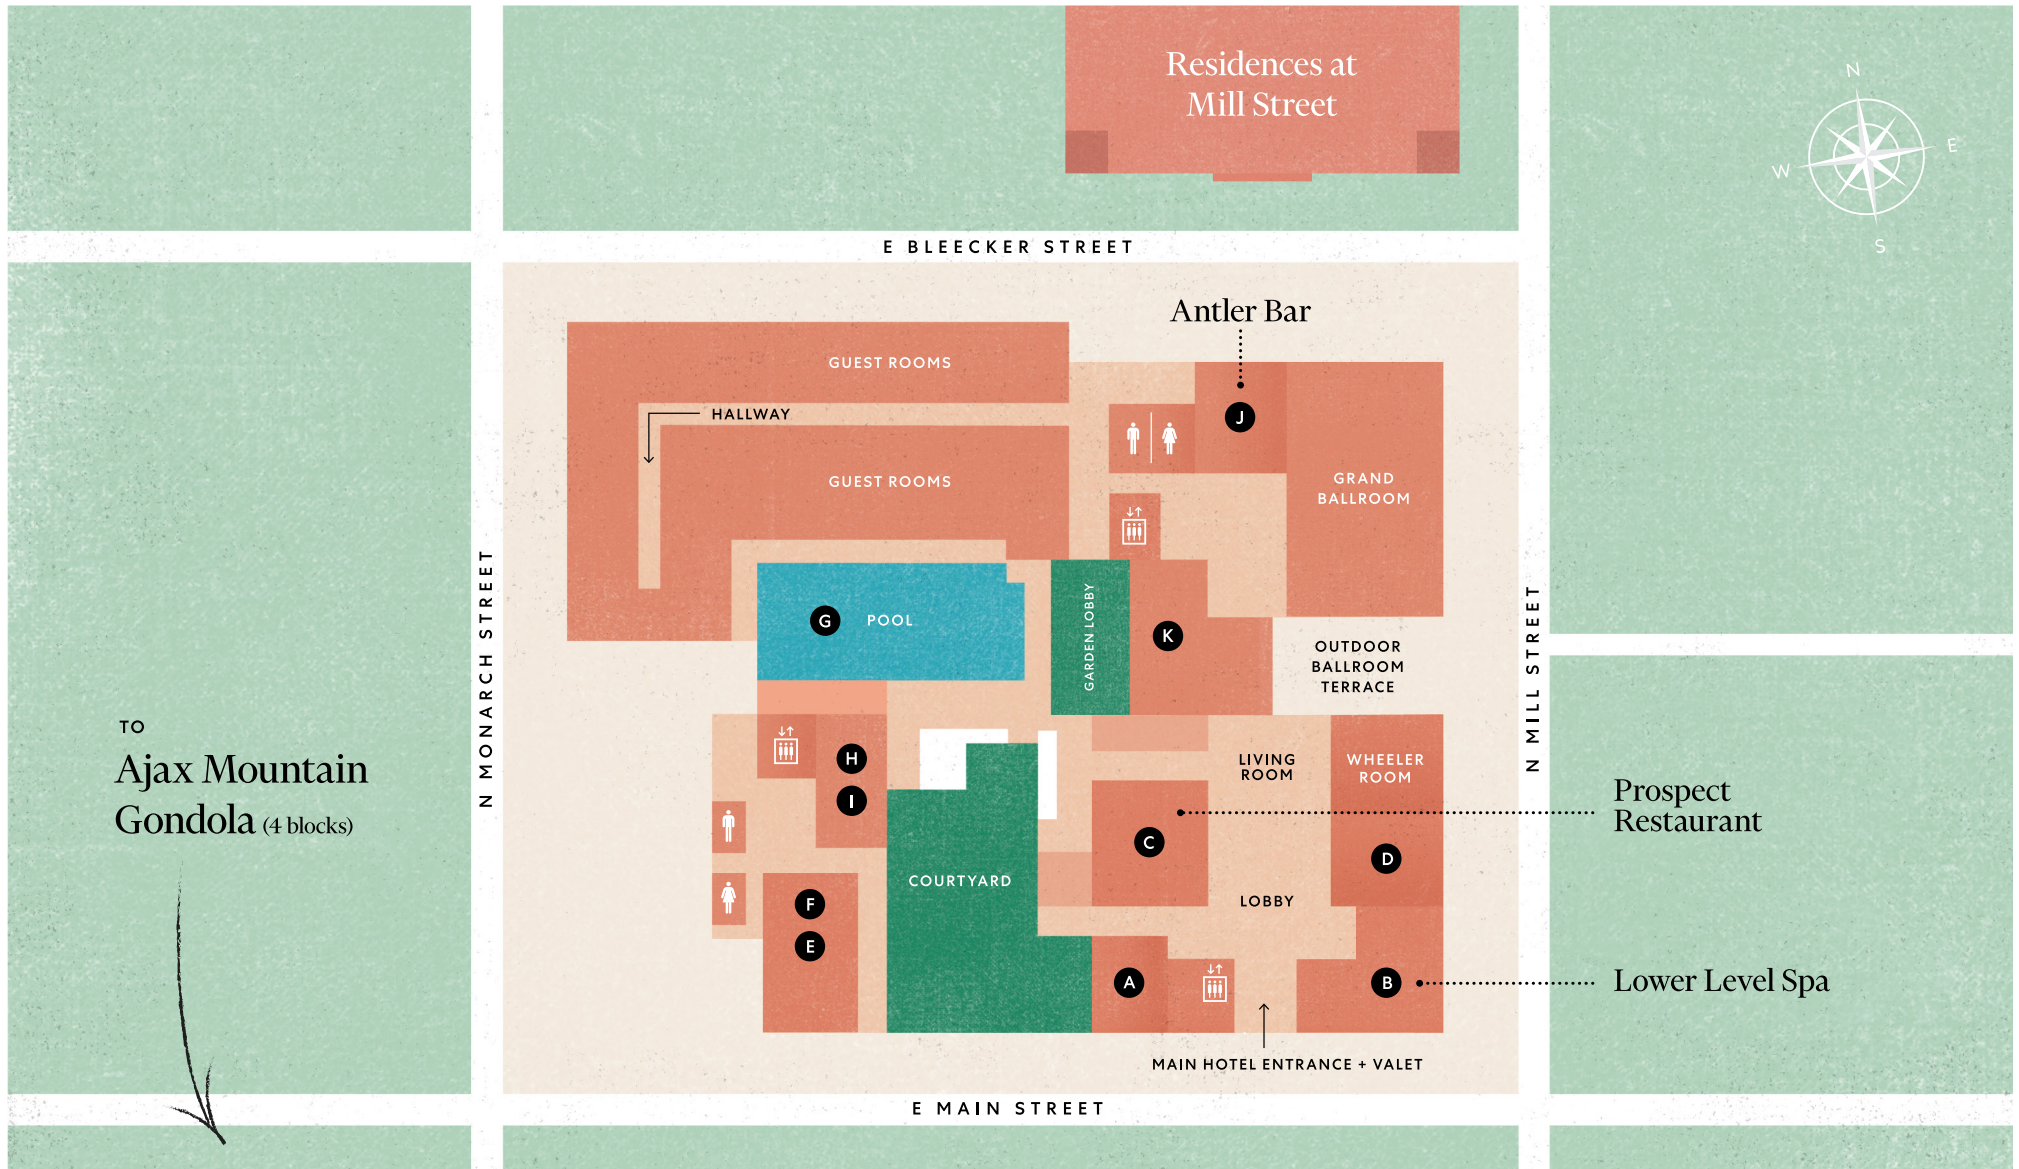 Residences at
Mill Street
N
W
E
S
E BLEECKER STREET
Antler Bar
GUEST ROOMS
HALLWAY
J
GUEST ROOMS
GRAND
BALLROOM
N MONARCH STREET
G
POOL
GARDEN LOBBY
K
OUTDOOR
BALLROOM
TERRACE
N MILL STREET
TO
Ajax Mountain
Gondola (4 blocks)
H
I
LIVING
ROOM
WHEELER
ROOM
Prospect
Restaurant
C
D
COURTYARD
LOBBY
F
E
A
B
Lower Level Spa
MAIN HOTEL ENTRANCE + VALET
E MAIN STREET